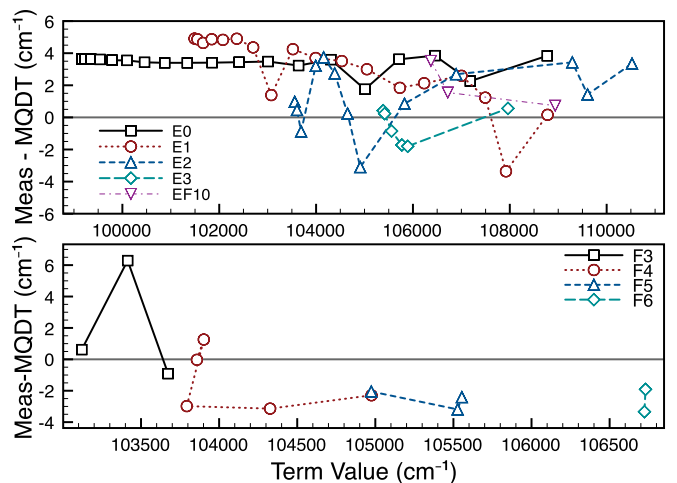 Meas - MQDT (cm-1)
6
4
2
0
-2
-4
-6
E0
E1
E2
E3
EF10
100000 102000 104000 106000 108000 110000
Meas-MQDT (cm-1)
6
4
2
0
-2
-4
F3
F4
F5
F6
103500 104000 104500 105000 105500 106000 106500
Term Value (cm-1)